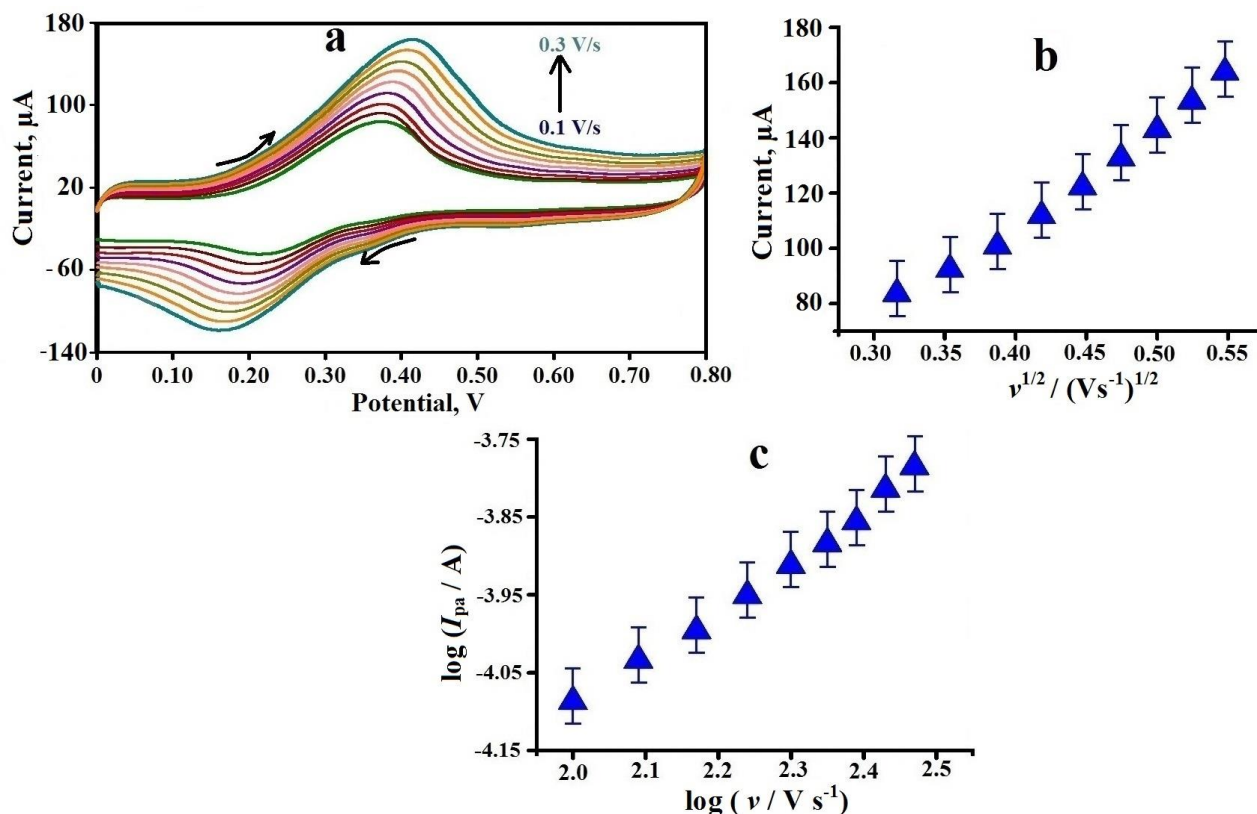 a
180
100
20
-60
-140
Current, µA
0.3 V/s
0.1 V/s
0 0.10 0.20 0.30 0.40 0.50 0.60 0.70 0.80
Potential, V
b
180
160
140
120
100
80
Current, µA
0.30 0.35 0.40 0.45 0.50 0.55
ν1/2 / (Vs-1)1/2
c
-3.75
-3.85
-3.95
-4.05
-4.15
log (Ipa / A)
2.0 2.1 2.2 2.3 2.4 2.5
log ( ν / V s-1)